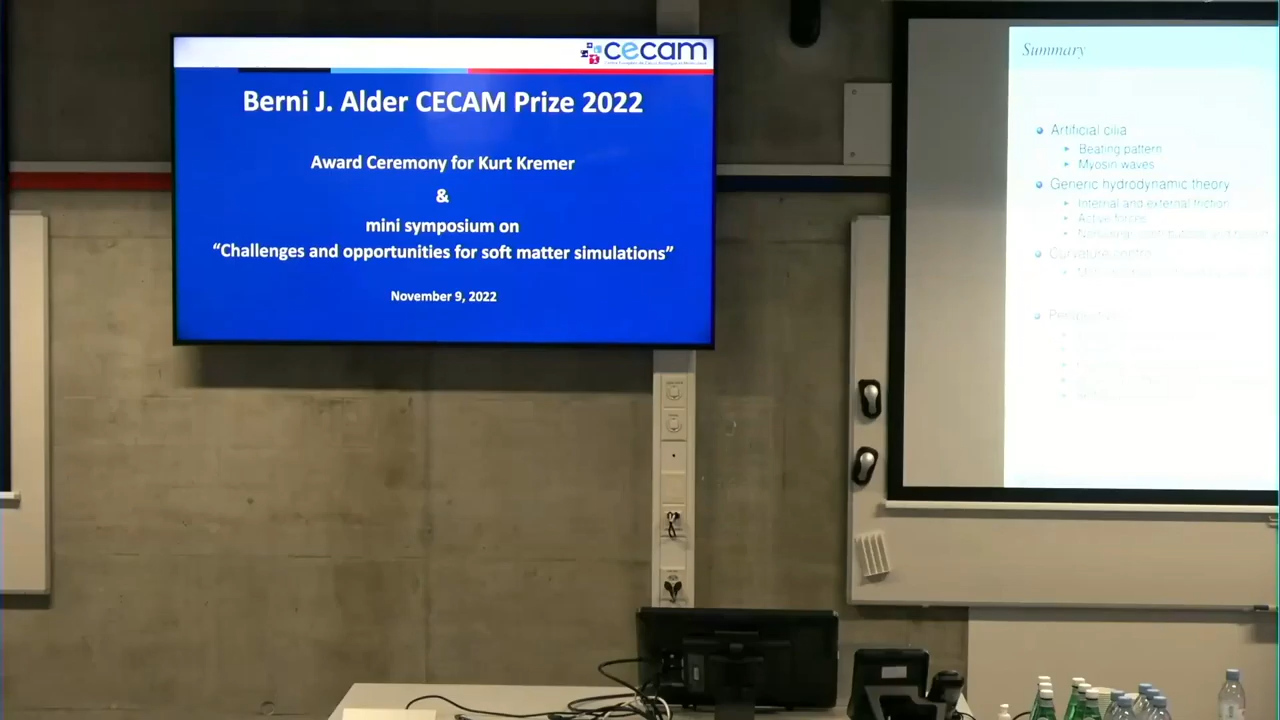 cecam
Berni J. Alder CECAM Prize 2022
Award Ceremony for Kurt Kremer
&
mini symposium on
“Challenges and opportunities for soft matter simulations”
November 9, 2022
Summary
Artificial cilia
Beating pattern
Myosin waves
Generic hydrodynamic theory
Internal and external friction
Active forces
Curvature control